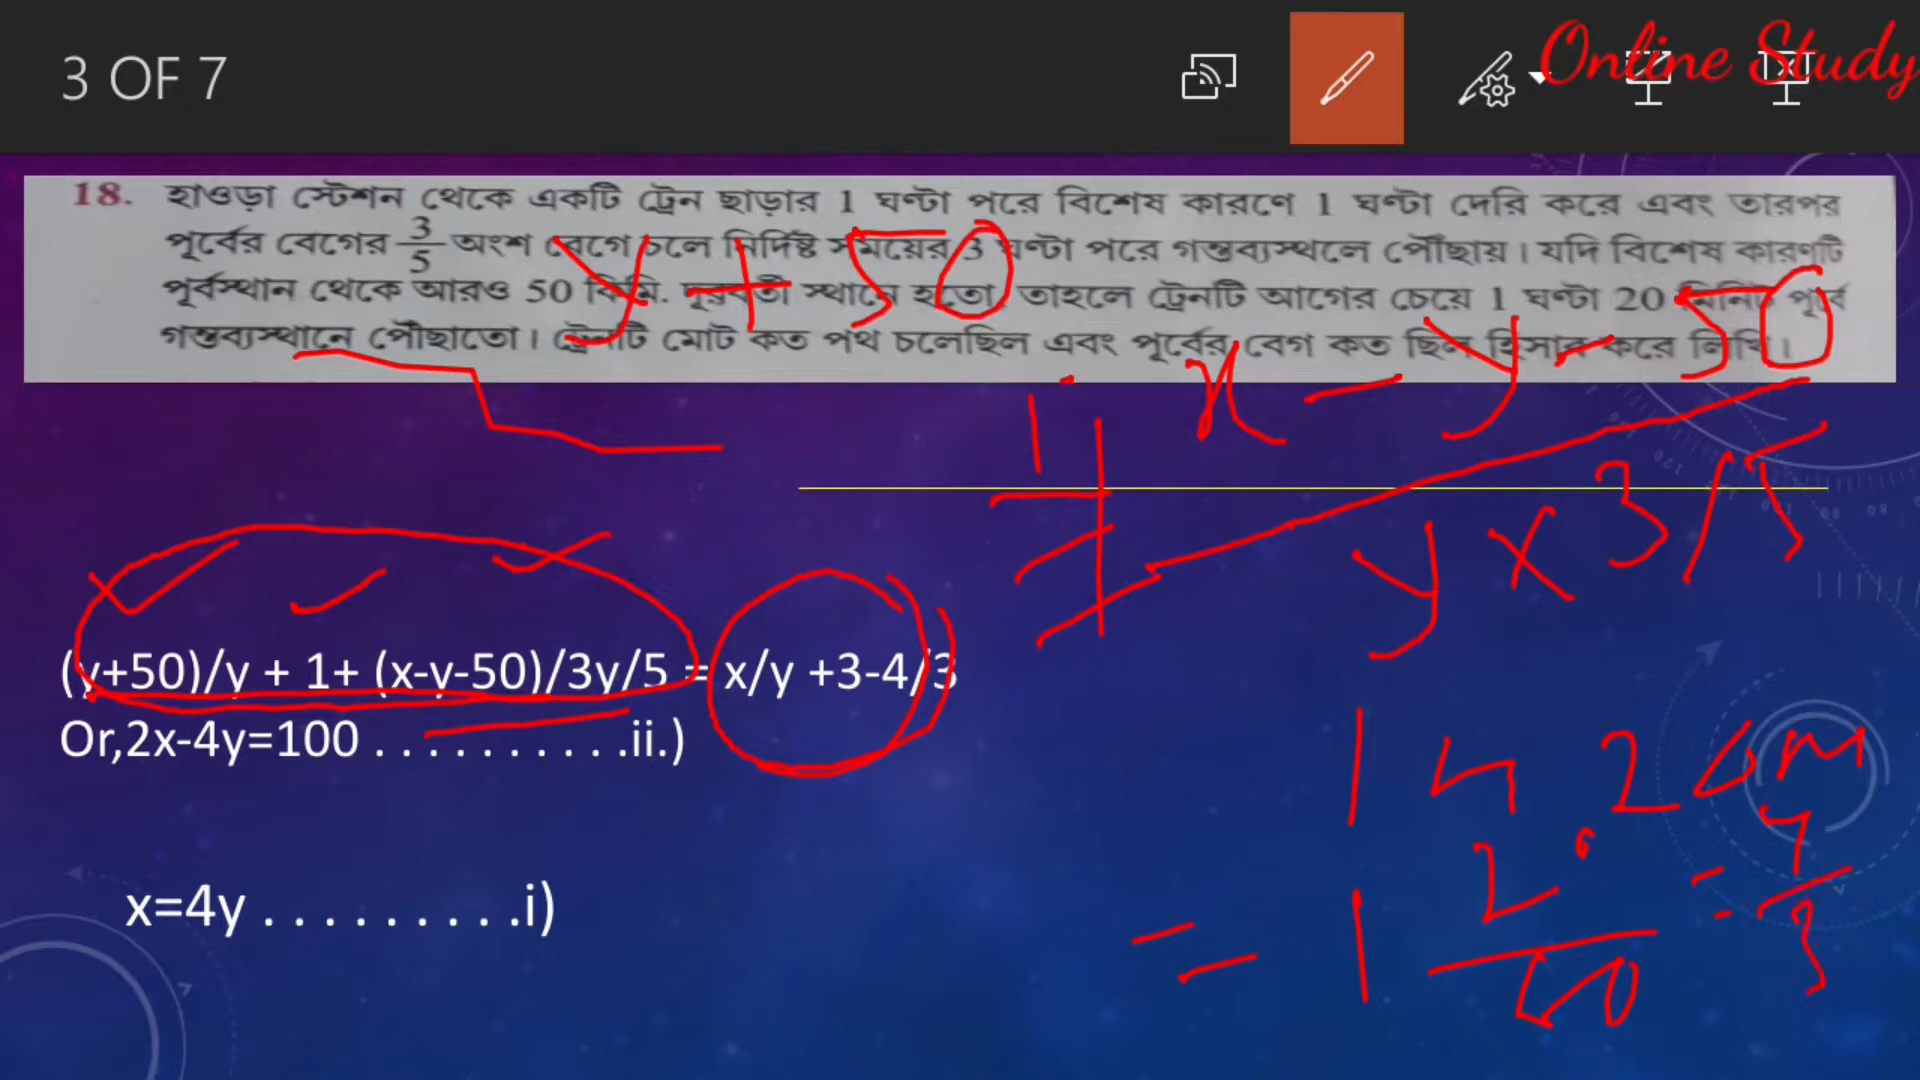 3 OF 7
Online Study
18. হাওড়া স্টেশন থেকে একটি ট্রেন ছাড়ার 1 ঘণ্টা পরে বিশেষ কারণে 1 ঘণ্টা দেরি করে এবং তারপর
পূর্বের বেগের 3/5 অংশ বেগে চলে নির্দিষ্ট সময়ের 3 ঘণ্টা পরে গন্তব্যস্থলে পৌঁছায়। যদি বিশেষ কারণটি
পূর্বস্থান থেকে আরও 50 কিমি. দূরবর্তী স্থানে হতো, তাহলে ট্রেনটি আগের চেয়ে 1 ঘণ্টা 20 মিনিট পূর্বে
গন্তব্যস্থানে পৌঁছাতো। ট্রেনটি মোট কত পথ চলেছিল এবং পূর্বের বেগ কত ছিল হিসাব করে লিখি।
y + 50
x - y - 50
y x 3/5
(y+50)/y + 1+ (x-y-50)/3y/5 = x/y +3-4/3
Or,2x-4y=100 . . . . . . . . . .ii.)
x=4y . . . . . . . . .i)